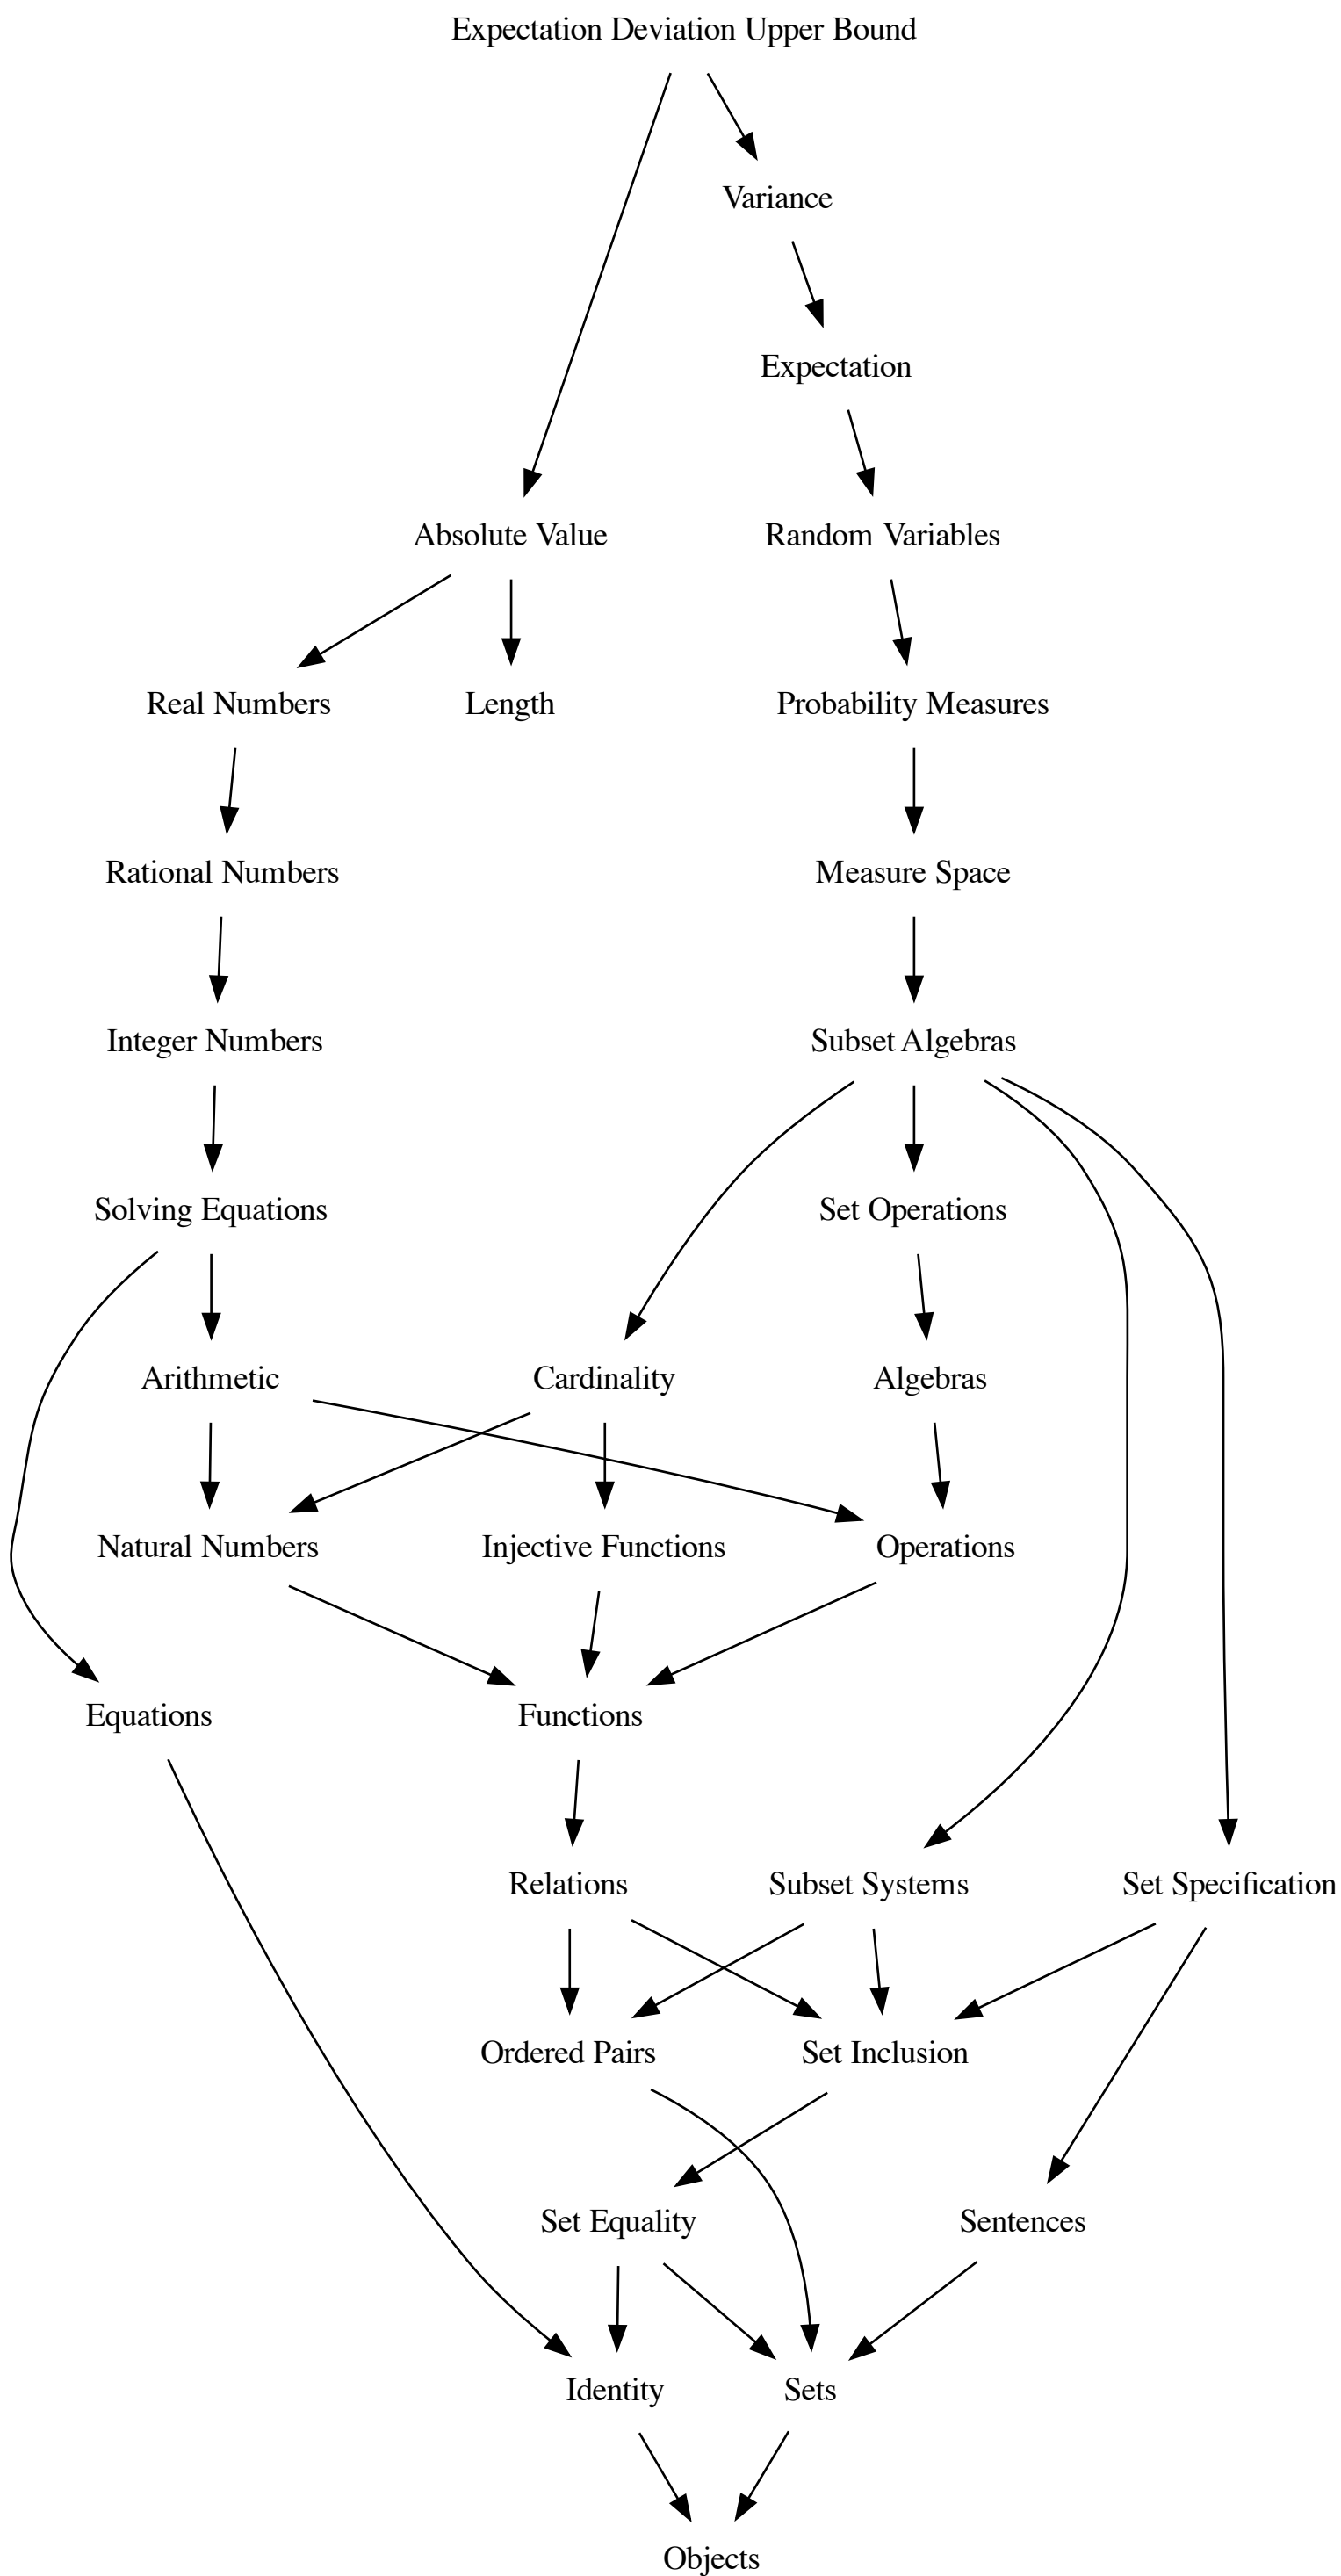 Expectation Deviation Upper Bound
Variance
Expectation
Absolute Value
Random Variables
Real Numbers
Length
Probability Measures
Rational Numbers
Measure Space
Integer Numbers
Subset Algebras
Solving Equations
Set Operations
Arithmetic
Cardinality
Algebras
Natural Numbers
Injective Functions
Operations
Equations
Functions
Relations
Subset Systems
Set Specification
Ordered Pairs
Set Inclusion
Set Equality
Sentences
Identity
Sets
Objects